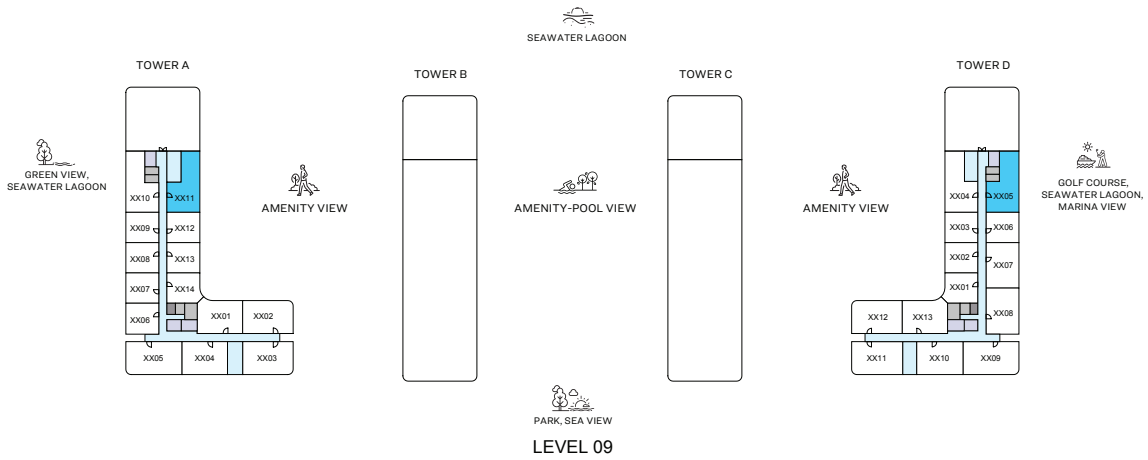 SEAWATER LAGOON
TOWER A
TOWER B
TOWER C
TOWER D
GREEN VIEW,
SEAWATER LAGOON
AMENITY VIEW
AMENITY-POOL VIEW
AMENITY VIEW
GOLF COURSE,
SEAWATER LAGOON,
MARINA VIEW
XX10
XX11
XX09
XX12
XX08
XX13
XX07
XX14
XX06
XX01
XX02
XX05
XX04
XX03
XX04
XX05
XX03
XX06
XX02
XX07
XX01
XX08
XX12
XX13
XX11
XX10
XX09
PARK, SEA VIEW
LEVEL 09